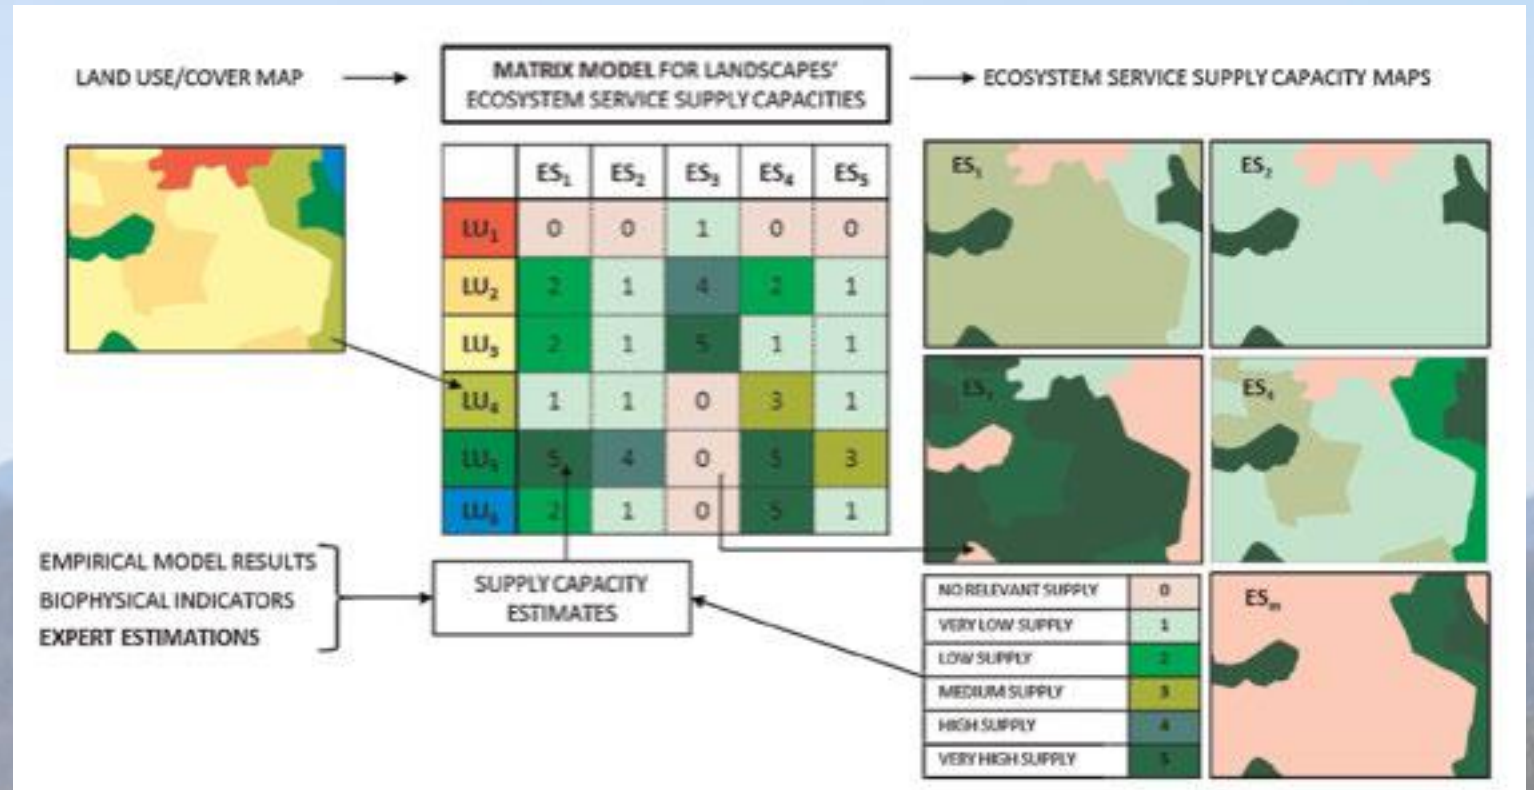 LAND USE/COVER MAP
MATRIX MODEL FOR LANDSCAPES'
ECOSYSTEM SERVICE SUPPLY CAPACITIES
ECOSYSTEM SERVICE SUPPLY CAPACITY MAPS
ES₁ ES₂ ES₃ ES₄ ES₅
LU₁ 0 0 1 0 0
LU₂ 2 1 4 2 1
LU₃ 2 1 5 1 1
LU₄ 1 1 0 3 1
LU₅ 5 4 0 5 3
LU₆ 2 1 0 5 1
EMPIRICAL MODEL RESULTS
BIOPHYSICAL INDICATORS
EXPERT ESTIMATIONS
SUPPLY CAPACITY
ESTIMATES
ES₁
ES₂
ES₃
ES₄
NO RELEVANT SUPPLY 0
VERY LOW SUPPLY 1
LOW SUPPLY 2
MEDIUM SUPPLY 3
HIGH SUPPLY 4
VERY HIGH SUPPLY 5
ESₘ